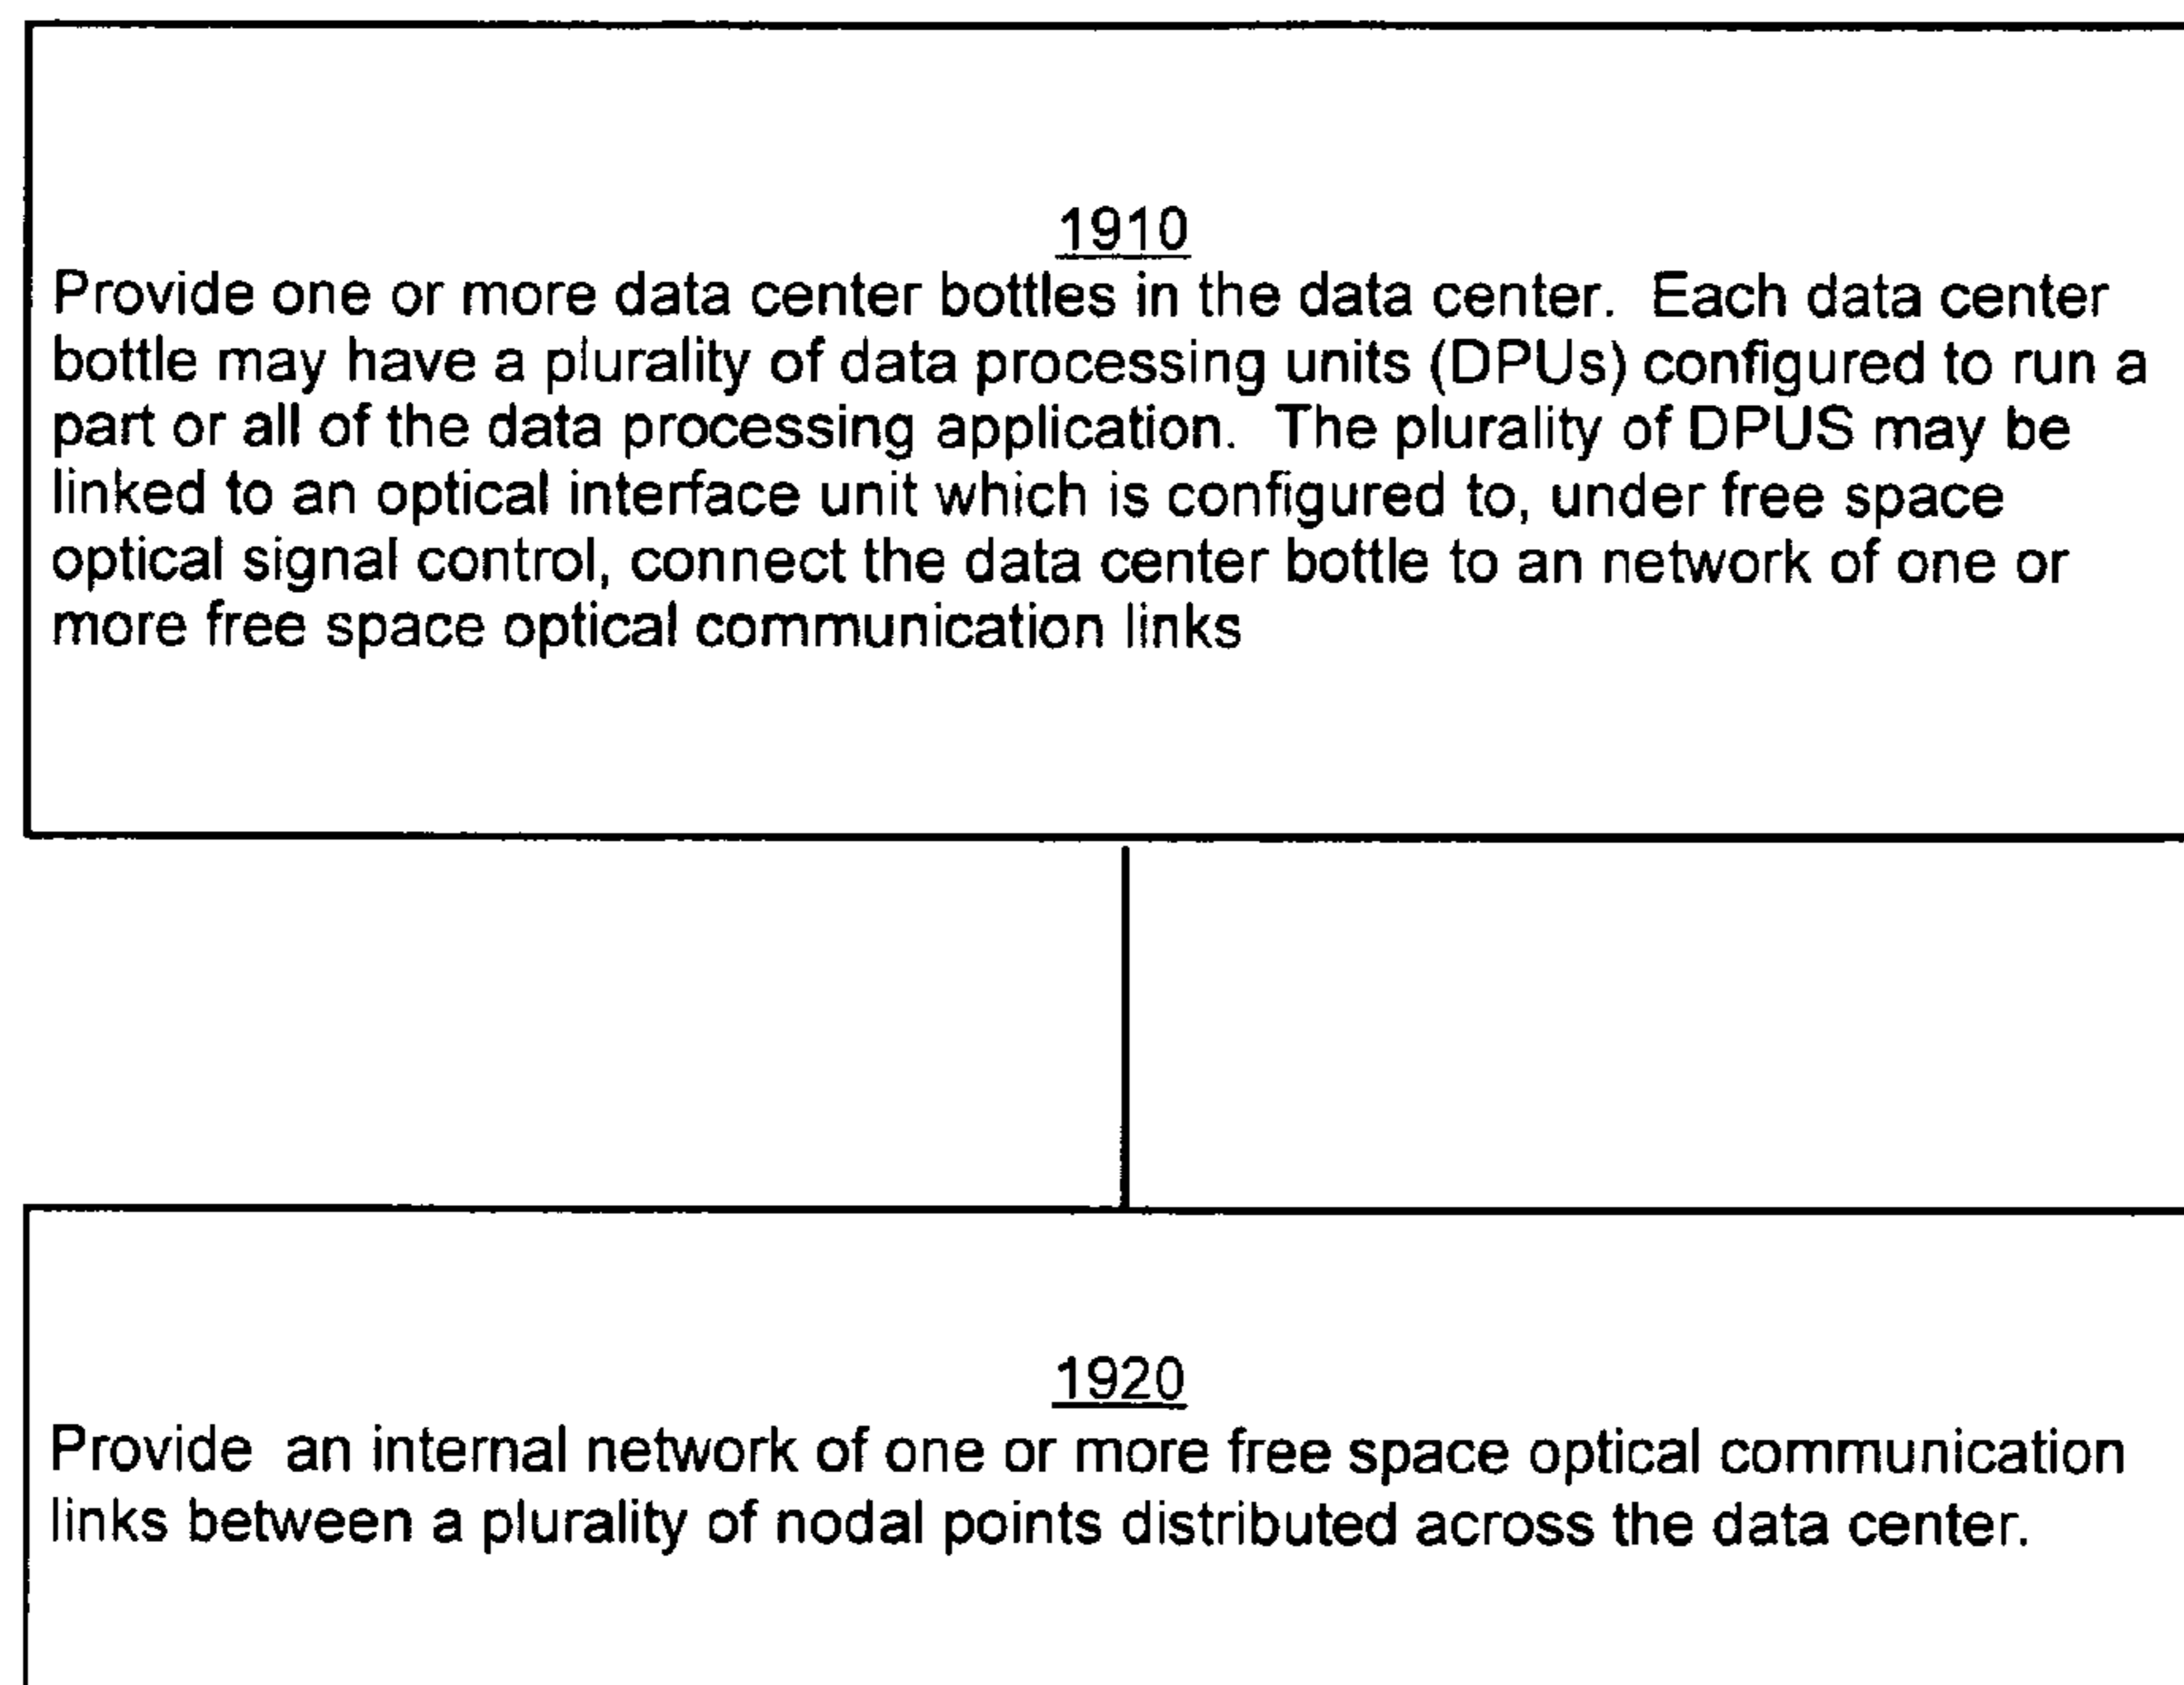 1910
Provide one or more data center bottles in the data center. Each data center
bottle may have a plurality of data processing units (DPUs) configured to run a
part or all of the data processing application. The plurality of DPUS may be
linked to an optical interface unit which is configured to, under free space
optical signal control, connect the data center bottle to an network of one or
more free space optical communication links
1920
Provide an internal network of one or more free space optical communication
links between a plurality of nodal points distributed across the data center.